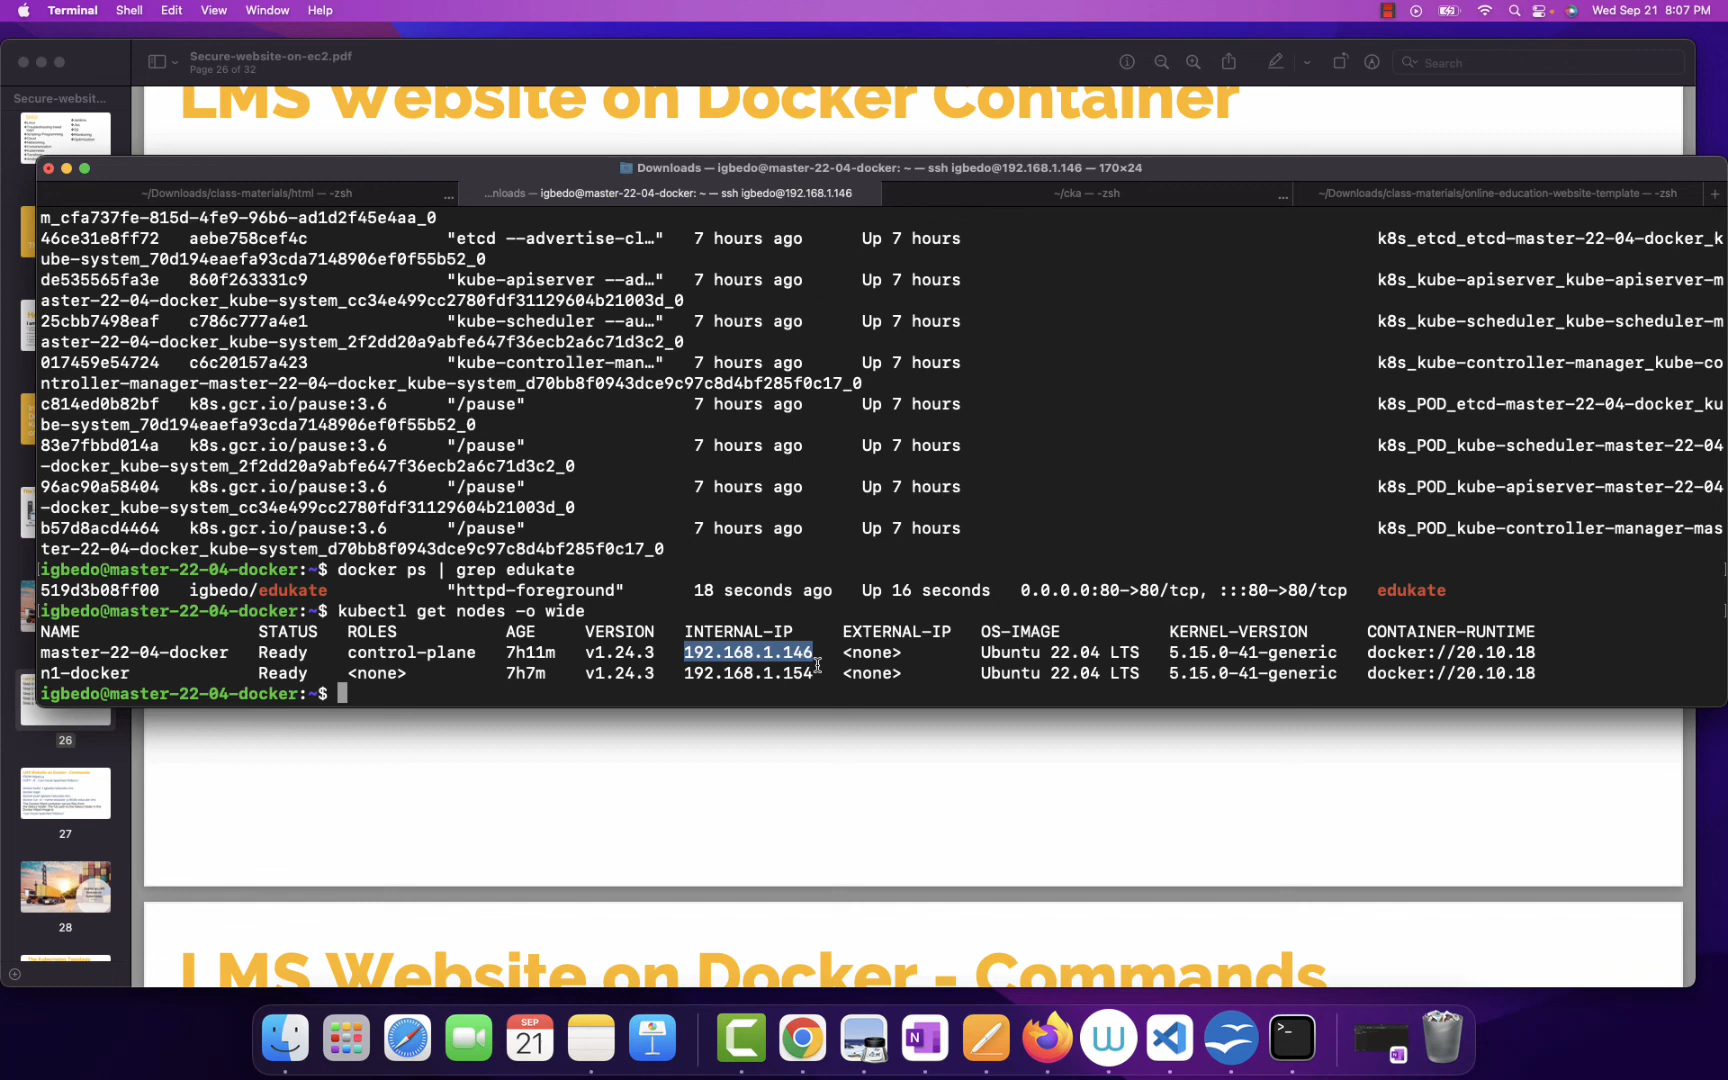 Terminal Shell Edit View Window Help
Wed Sep 21 8:07 PM
Secure-website-on-ec2.pdf
Page 26 of 32
Search
Secure-websit...
LMS Website on Docker Container
Downloads — igbedo@master-22-04-docker: ~ — ssh igbedo@192.168.1.146 — 170×24
~/Downloads/class-materials/html — -zsh
...
...nloads — igbedo@master-22-04-docker: ~ — ssh igbedo@192.168.1.146
~/cka — -zsh
...
~/Downloads/class-materials/online-education-website-template — -zsh
+
m_cfa737fe-815d-4fe9-96b6-ad1d2f45e4aa_0
46ce31e8ff72 aebe758cef4c "etcd --advertise-cl…" 7 hours ago Up 7 hours k8s_etcd_etcd-master-22-04-docker_k
ube-system_70d194eaefa93cda7148906ef0f55b52_0
de535565fa3e 860f263331c9 "kube-apiserver --ad…" 7 hours ago Up 7 hours k8s_kube-apiserver_kube-apiserver-m
aster-22-04-docker_kube-system_cc34e499cc2780fdf31129604b21003d_0
25cbb7498eaf c786c777a4e1 "kube-scheduler --au…" 7 hours ago Up 7 hours k8s_kube-scheduler_kube-scheduler-m
aster-22-04-docker_kube-system_2f2dd20a9abfe647f36ecb2a6c71d3c2_0
017459e54724 c6c20157a423 "kube-controller-man…" 7 hours ago Up 7 hours k8s_kube-controller-manager_kube-co
ntroller-manager-master-22-04-docker_kube-system_d70bb8f0943dce9c97c8d4bf285f0c17_0
c814ed0b82bf k8s.gcr.io/pause:3.6 "/pause" 7 hours ago Up 7 hours k8s_POD_etcd-master-22-04-docker_ku
be-system_70d194eaefa93cda7148906ef0f55b52_0
83e7fbbd014a k8s.gcr.io/pause:3.6 "/pause" 7 hours ago Up 7 hours k8s_POD_kube-scheduler-master-22-04
-docker_kube-system_2f2dd20a9abfe647f36ecb2a6c71d3c2_0
96ac90a58404 k8s.gcr.io/pause:3.6 "/pause" 7 hours ago Up 7 hours k8s_POD_kube-apiserver-master-22-04
-docker_kube-system_cc34e499cc2780fdf31129604b21003d_0
b57d8acd4464 k8s.gcr.io/pause:3.6 "/pause" 7 hours ago Up 7 hours k8s_POD_kube-controller-manager-mas
ter-22-04-docker_kube-system_d70bb8f0943dce9c97c8d4bf285f0c17_0
igbedo@master-22-04-docker:~$ docker ps | grep edukate
519d3b08ff00 igbedo/edukate "httpd-foreground" 18 seconds ago Up 16 seconds 0.0.0.0:80->80/tcp, :::80->80/tcp edukate
igbedo@master-22-04-docker:~$ kubectl get nodes -o wide
NAME STATUS ROLES AGE VERSION INTERNAL-IP EXTERNAL-IP OS-IMAGE KERNEL-VERSION CONTAINER-RUNTIME
master-22-04-docker Ready control-plane 7h11m v1.24.3 192.168.1.146 <none> Ubuntu 22.04 LTS 5.15.0-41-generic docker://20.10.18
n1-docker Ready <none> 7h7m v1.24.3 192.168.1.154 <none> Ubuntu 22.04 LTS 5.15.0-41-generic docker://20.10.18
igbedo@master-22-04-docker:~$
26
LMS Website on Docker - Commands
27
28
The Kubernetes Template
LMS Website on Docker - Commands
SEP
21